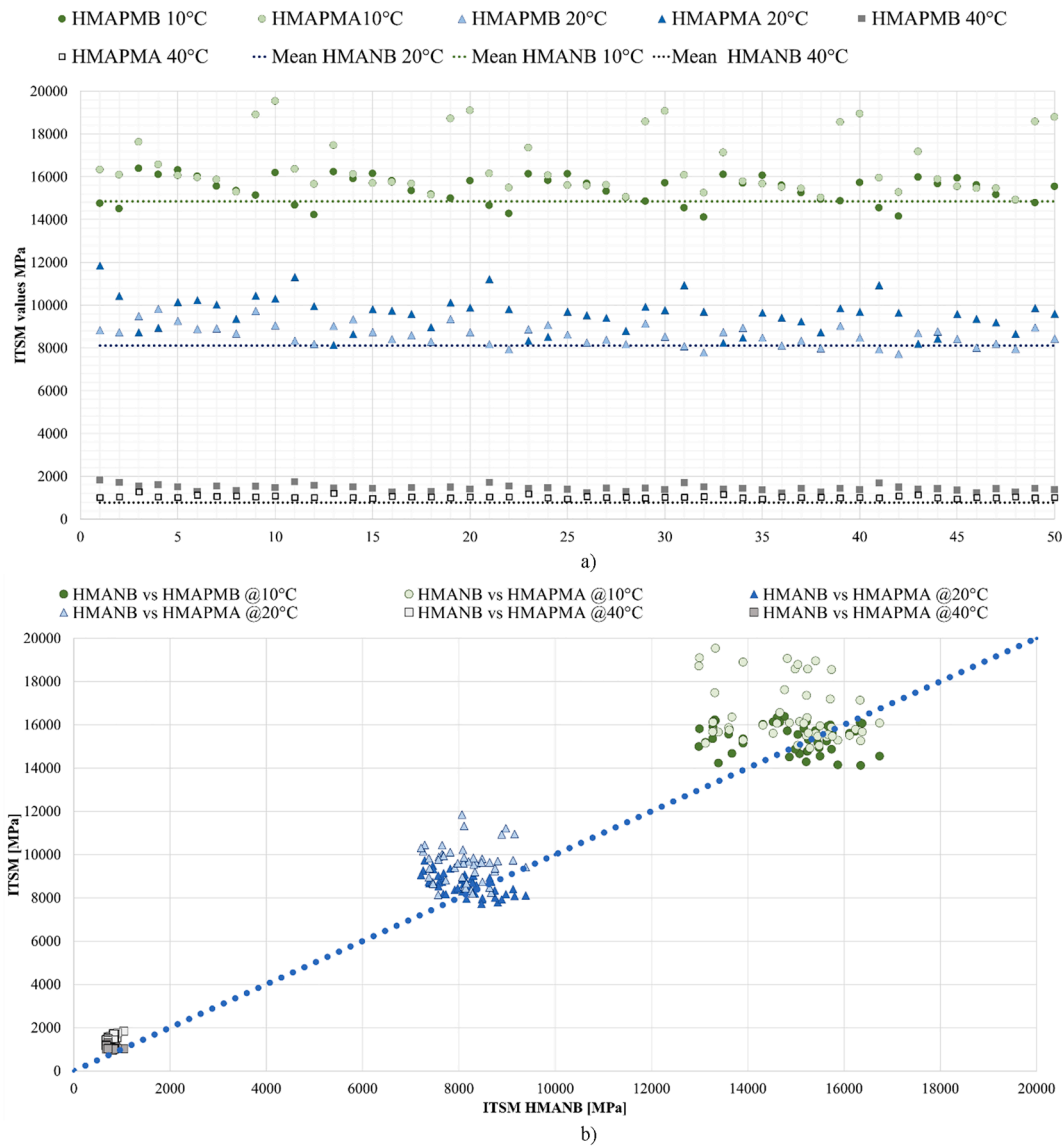 HMAPMB 10°C HMAPMA10°C HMAPMB 20°C HMAPMA 20°C HMAPMB 40°C
HMAPMA 40°C Mean HMANB 20°C Mean HMANB 10°C Mean HMANB 40°C
20000
18000
16000
14000
12000
10000
8000
6000
4000
2000
0
ITSM values MPa
0 5 10 15 20 25 30 35 40 45 50
a)
HMANB vs HMAPMB @10°C HMANB vs HMAPMA @10°C HMANB vs HMAPMA @20°C
HMANB vs HMAPMA @20°C HMANB vs HMAPMA @40°C HMANB vs HMAPMA @40°C
20000
18000
16000
14000
12000
10000
8000
6000
4000
2000
0
ITSM [MPa]
0 2000 4000 6000 8000 10000 12000 14000 16000 18000 20000
ITSM HMANB [MPa]
b)